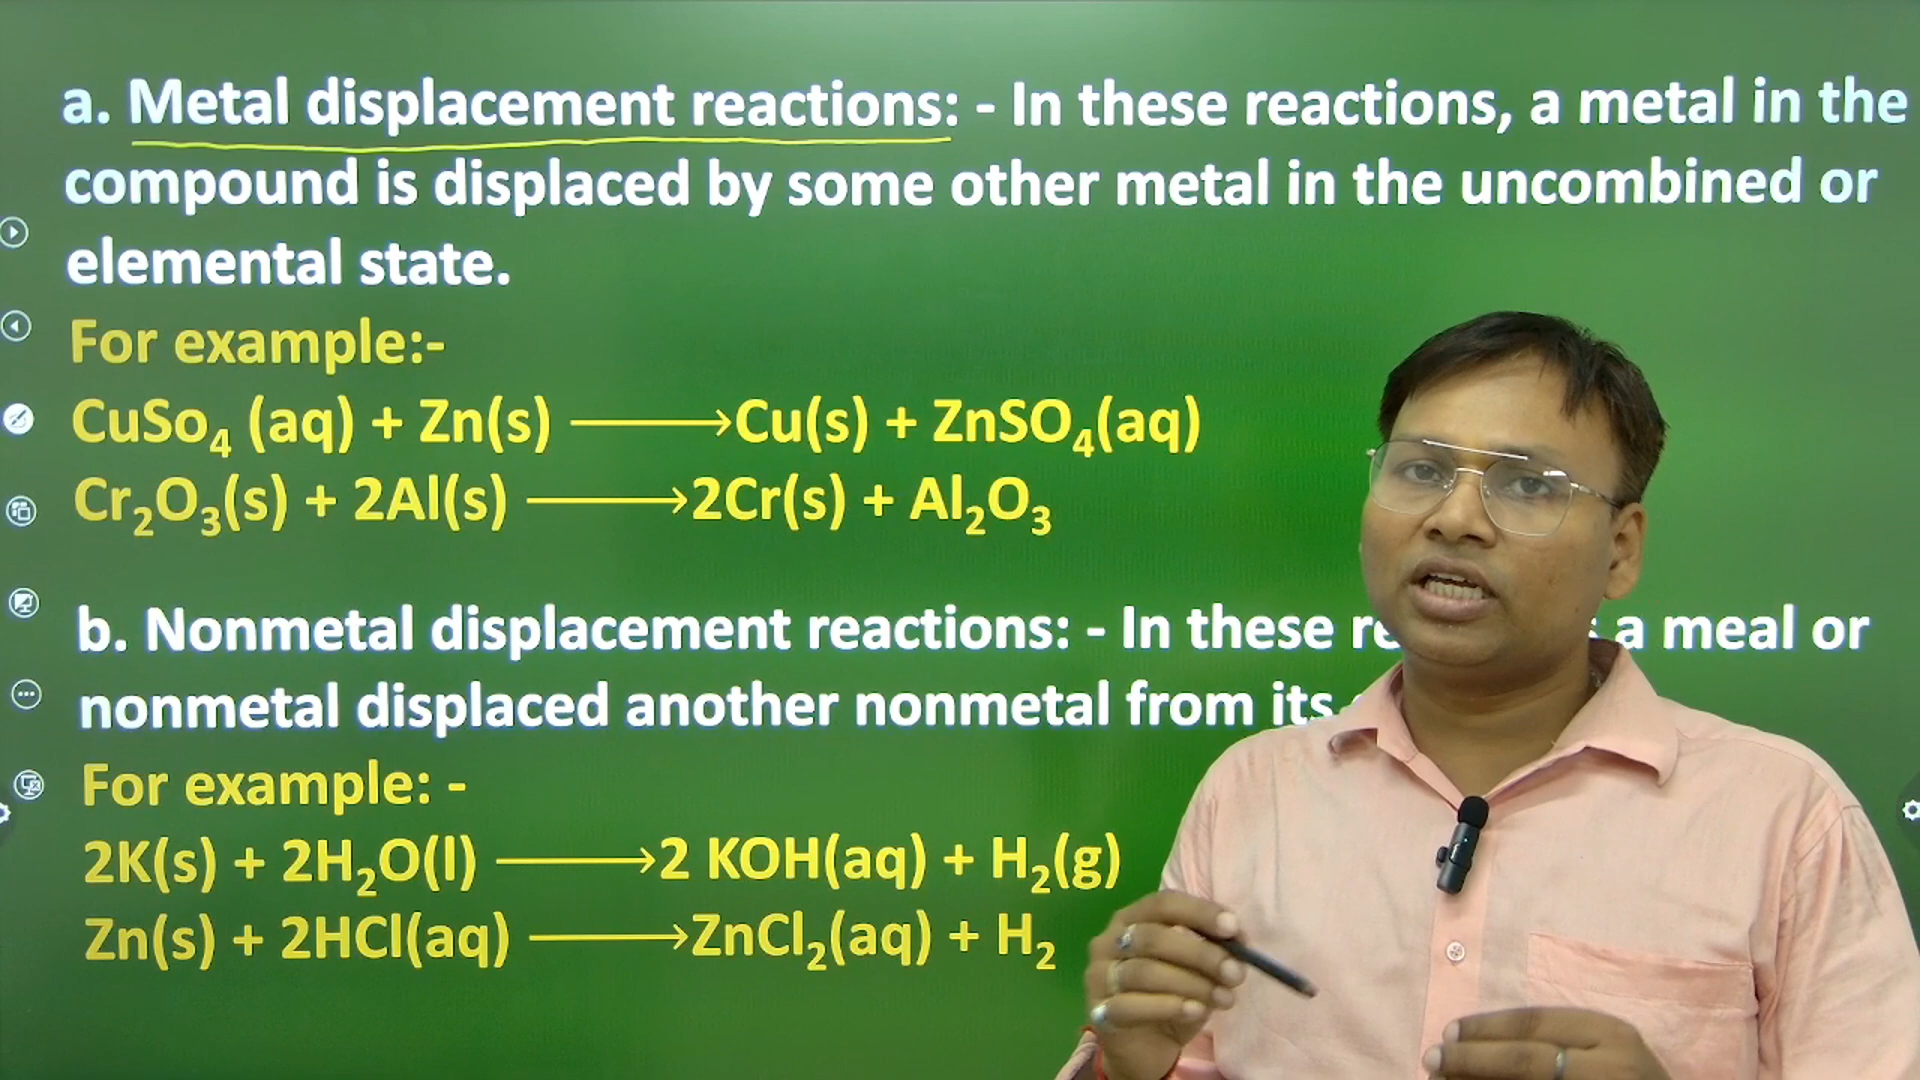 a. Metal displacement reactions: - In these reactions, a metal in the
compound is displaced by some other metal in the uncombined or
elemental state.
For example:-
CuSo₄ (aq) + Zn(s) ⟶Cu(s) + ZnSO₄(aq)
Cr₂O₃(s) + 2Al(s) ⟶2Cr(s) + Al₂O₃
b. Nonmetal displacement reactions: - In these a meal or
nonmetal displaced another nonmetal from its
For example: -
2K(s) + 2H₂O(l) ⟶2 KOH(aq) + H₂(g)
Zn(s) + 2HCl(aq) ⟶ZnCl₂(aq) + H₂